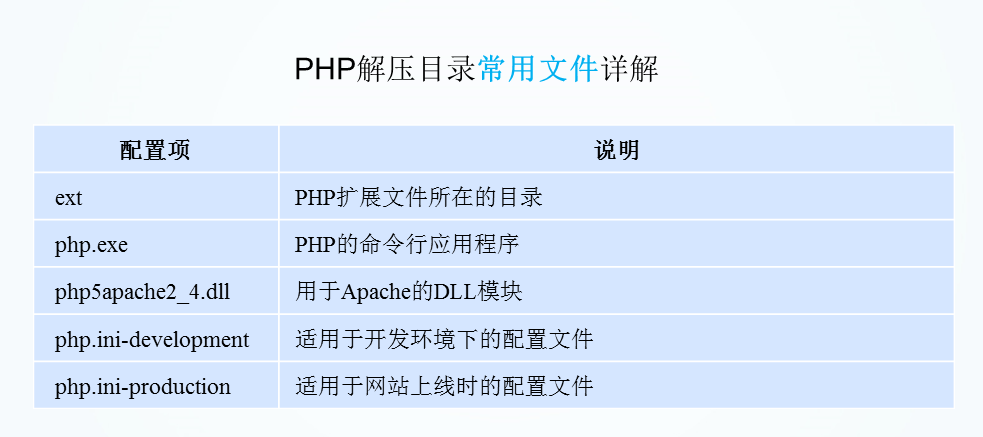 PHP解压目录常用文件详解
配置项 说明
ext PHP扩展文件所在的目录
php.exe PHP的命令行应用程序
php5apache2_4.dll 用于Apache的DLL模块
php.ini-development 适用于开发环境下的配置文件
php.ini-production 适用于网站上线时的配置文件